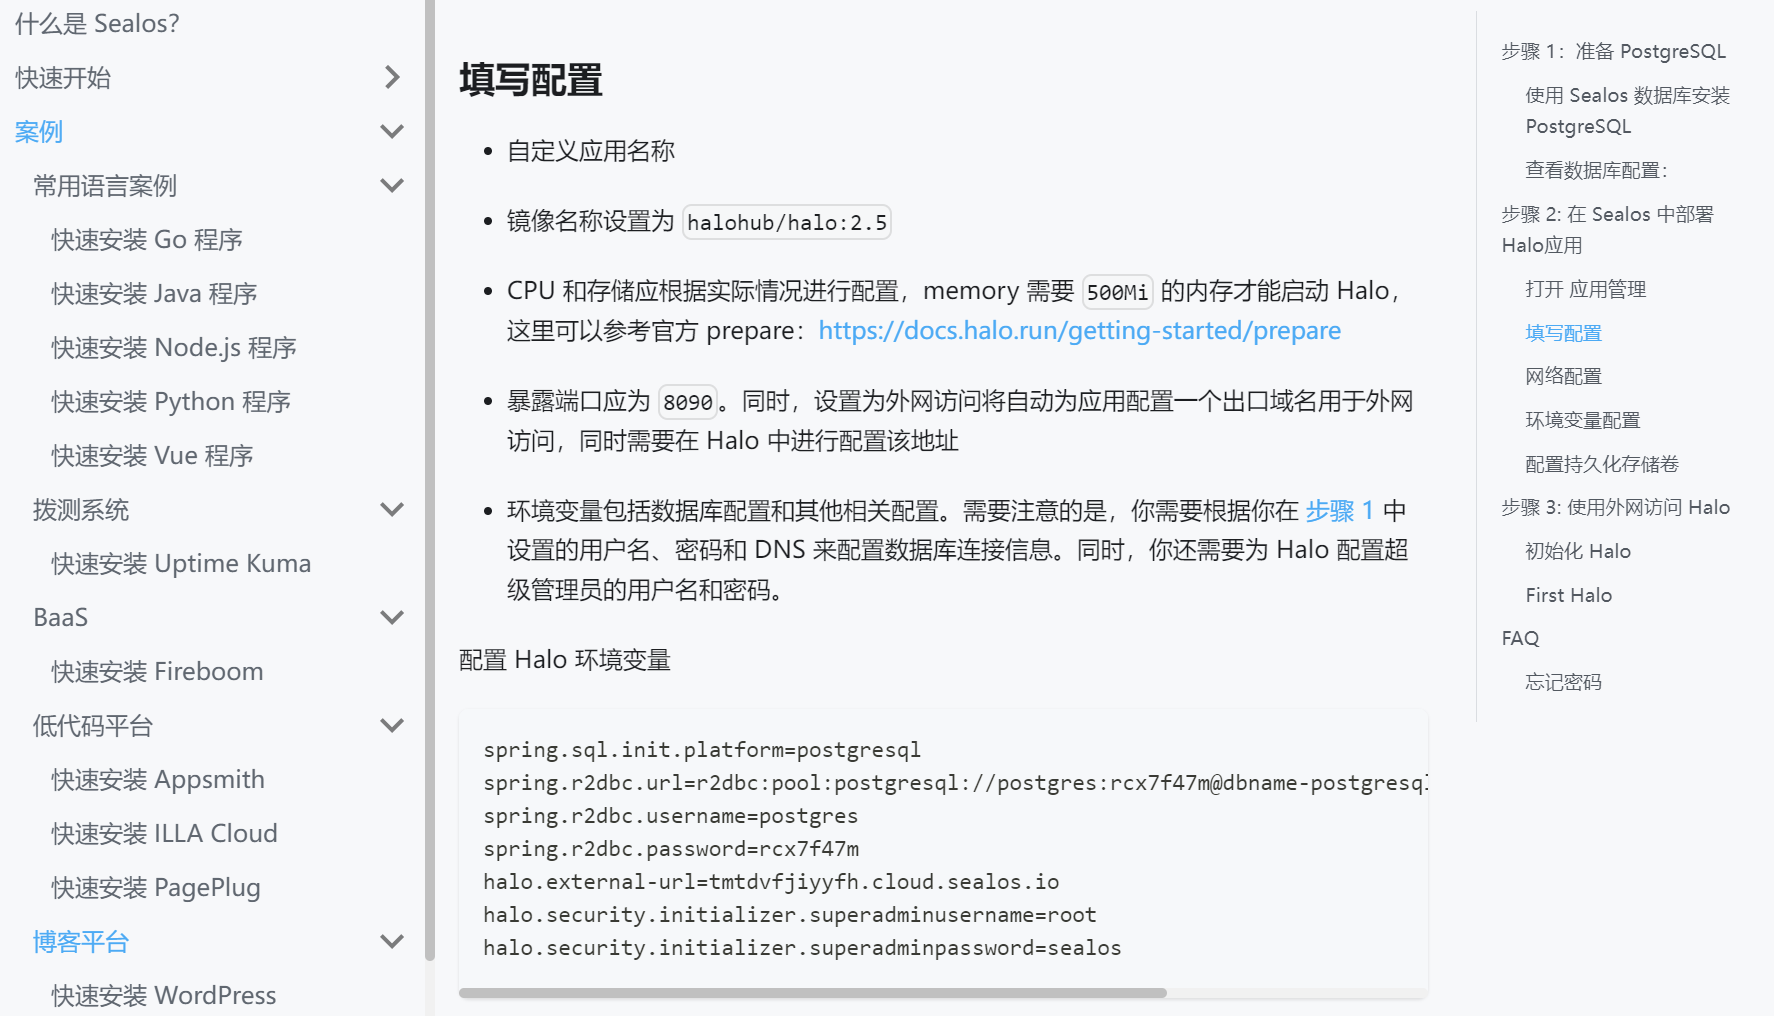 什么是 Sealos?
快速开始
案例
常用语言案例
快速安装 Go 程序
快速安装 Java 程序
快速安装 Node.js 程序
快速安装 Python 程序
快速安装 Vue 程序
拨测系统
快速安装 Uptime Kuma
BaaS
快速安装 Fireboom
低代码平台
快速安装 Appsmith
快速安装 ILLA Cloud
快速安装 PagePlug
博客平台
快速安装 WordPress
填写配置
自定义应用名称
镜像名称设置为 halohub/halo:2.5
CPU 和存储应根据实际情况进行配置，memory 需要 500Mi 的内存才能启动 Halo，
这里可以参考官方 prepare：https://docs.halo.run/getting-started/prepare
暴露端口应为 8090。同时，设置为外网访问将自动为应用配置一个出口域名用于外网
访问，同时需要在 Halo 中进行配置该地址
环境变量包括数据库配置和其他相关配置。需要注意的是，你需要根据你在 步骤 1 中
设置的用户名、密码和 DNS 来配置数据库连接信息。同时，你还需要为 Halo 配置超
级管理员的用户名和密码。
配置 Halo 环境变量
spring.sql.init.platform=postgresql
spring.r2dbc.url=r2dbc:pool:postgresql://postgres:rcx7f47m@dbname-postgresql
spring.r2dbc.username=postgres
spring.r2dbc.password=rcx7f47m
halo.external-url=tmtdvfjiyyfh.cloud.sealos.io
halo.security.initializer.superadminusername=root
halo.security.initializer.superadminpassword=sealos
步骤 1：准备 PostgreSQL
使用 Sealos 数据库安装
PostgreSQL
查看数据库配置：
步骤 2: 在 Sealos 中部署
Halo应用
打开 应用管理
填写配置
网络配置
环境变量配置
配置持久化存储卷
步骤 3: 使用外网访问 Halo
初始化 Halo
First Halo
FAQ
忘记密码